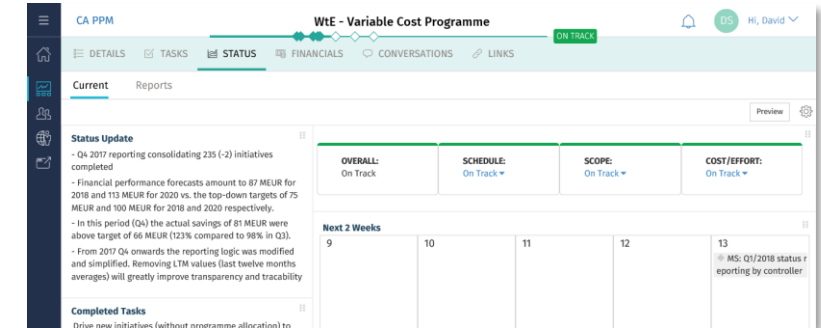 CA PPM
WtE - Variable Cost Programme
DS
Hi, David
ON TRACK
DETAILS
TASKS
STATUS
FINANCIALS
CONVERSATIONS
LINKS
Current
Reports
Preview
Status Update
- Q4 2017 reporting consolidating 235 (-2) initiatives
completed
- Financial performance forecasts amount to 87 MEUR for
2018 and 113 MEUR for 2020 vs. the top-down targets of 75
MEUR and 100 MEUR for 2018 and 2020 respectively.
- In this period (Q4) the actual savings of 81 MEUR were
above target of 66 MEUR (123% compared to 98% in Q3).
- From 2017 Q4 onwards the reporting logic was modified
and simplified. Removing LTM values (last twelve months
averages) will greatly improve transparency and tracability
Completed Tasks
Drive new initiatives (without programme allocation) to
OVERALL:
On Track
SCHEDULE:
On Track
SCOPE:
On Track
COST/EFFORT:
On Track
Next 2 Weeks
9
10
11
12
13
MS: Q1/2018 status r
eporting by controller